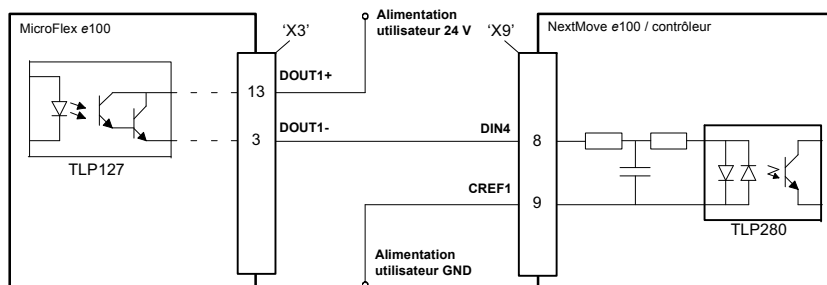 MicroFlex e100
'X3'
Alimentation
utilisateur 24 V
'X9'
NextMove e100 / contrôleur
13
DOUT1+
3
DOUT1-
DIN4
8
TLP127
CREF1
9
TLP280
Alimentation
utilisateur GND